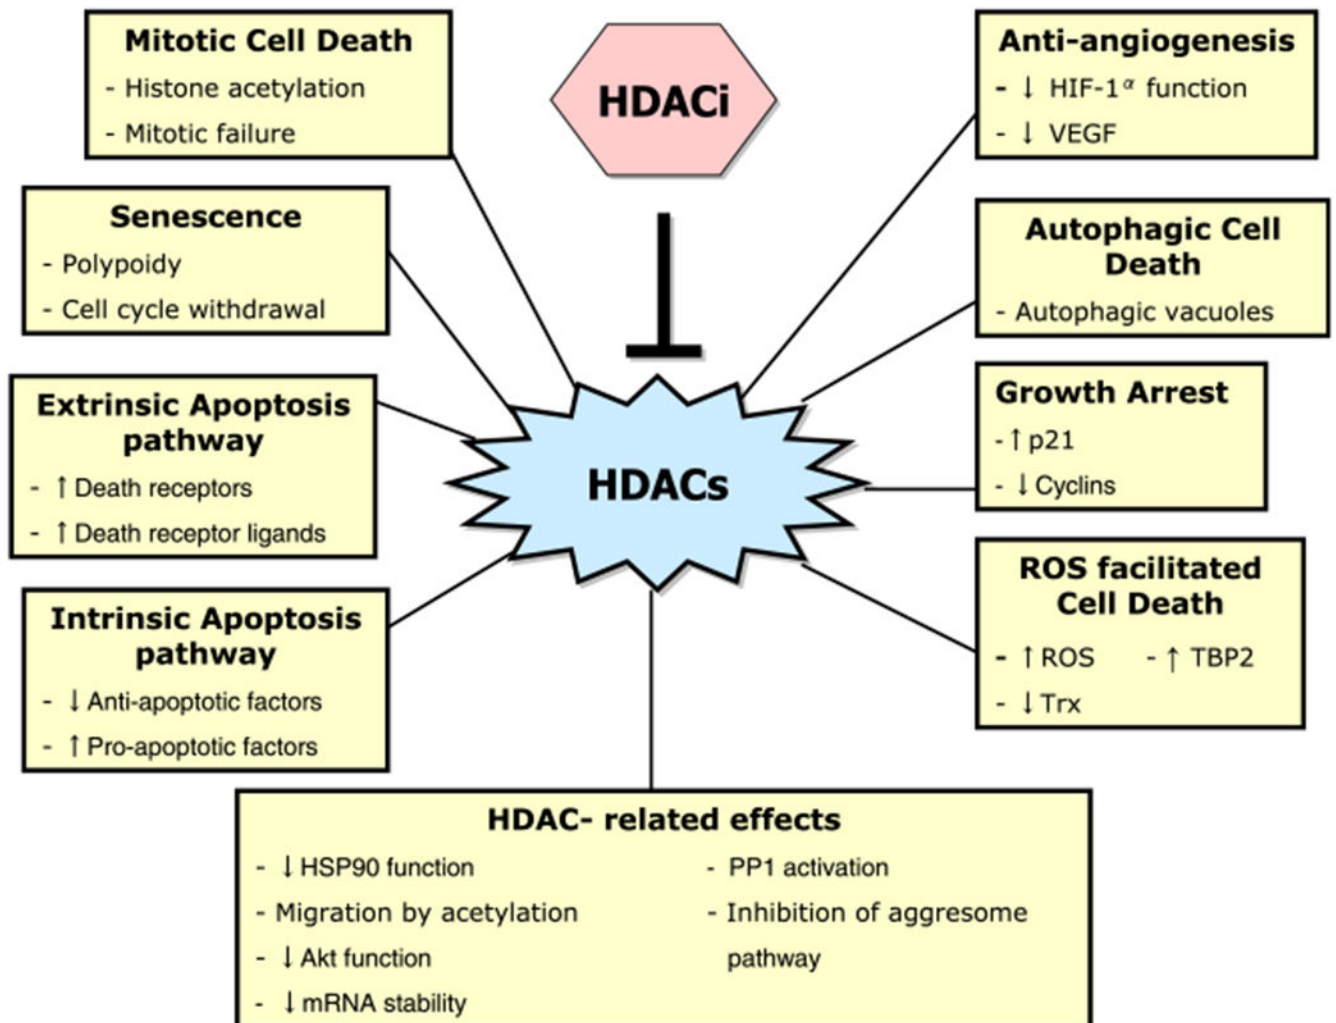 Mitotic Cell Death
- Histone acetylation
- Mitotic failure
Senescence
- Polypoidy
- Cell cycle withdrawal
Extrinsic Apoptosis
pathway
- ↑ Death receptors
- ↑ Death receptor ligands
Intrinsic Apoptosis
pathway
- ↓ Anti-apoptotic factors
- ↑ Pro-apoptotic factors
HDACi
HDACs
Anti-angiogenesis
- ↓ HIF-1α function
- ↓ VEGF
Autophagic Cell
Death
- Autophagic vacuoles
Growth Arrest
- ↑ p21
- ↓ Cyclins
ROS facilitated
Cell Death
- ↑ ROS - ↑ TBP2
- ↓ Trx
HDAC- related effects
- ↓ HSP90 function
- Migration by acetylation
- ↓ Akt function
- ↓ mRNA stability
- PP1 activation
- Inhibition of aggresome
pathway